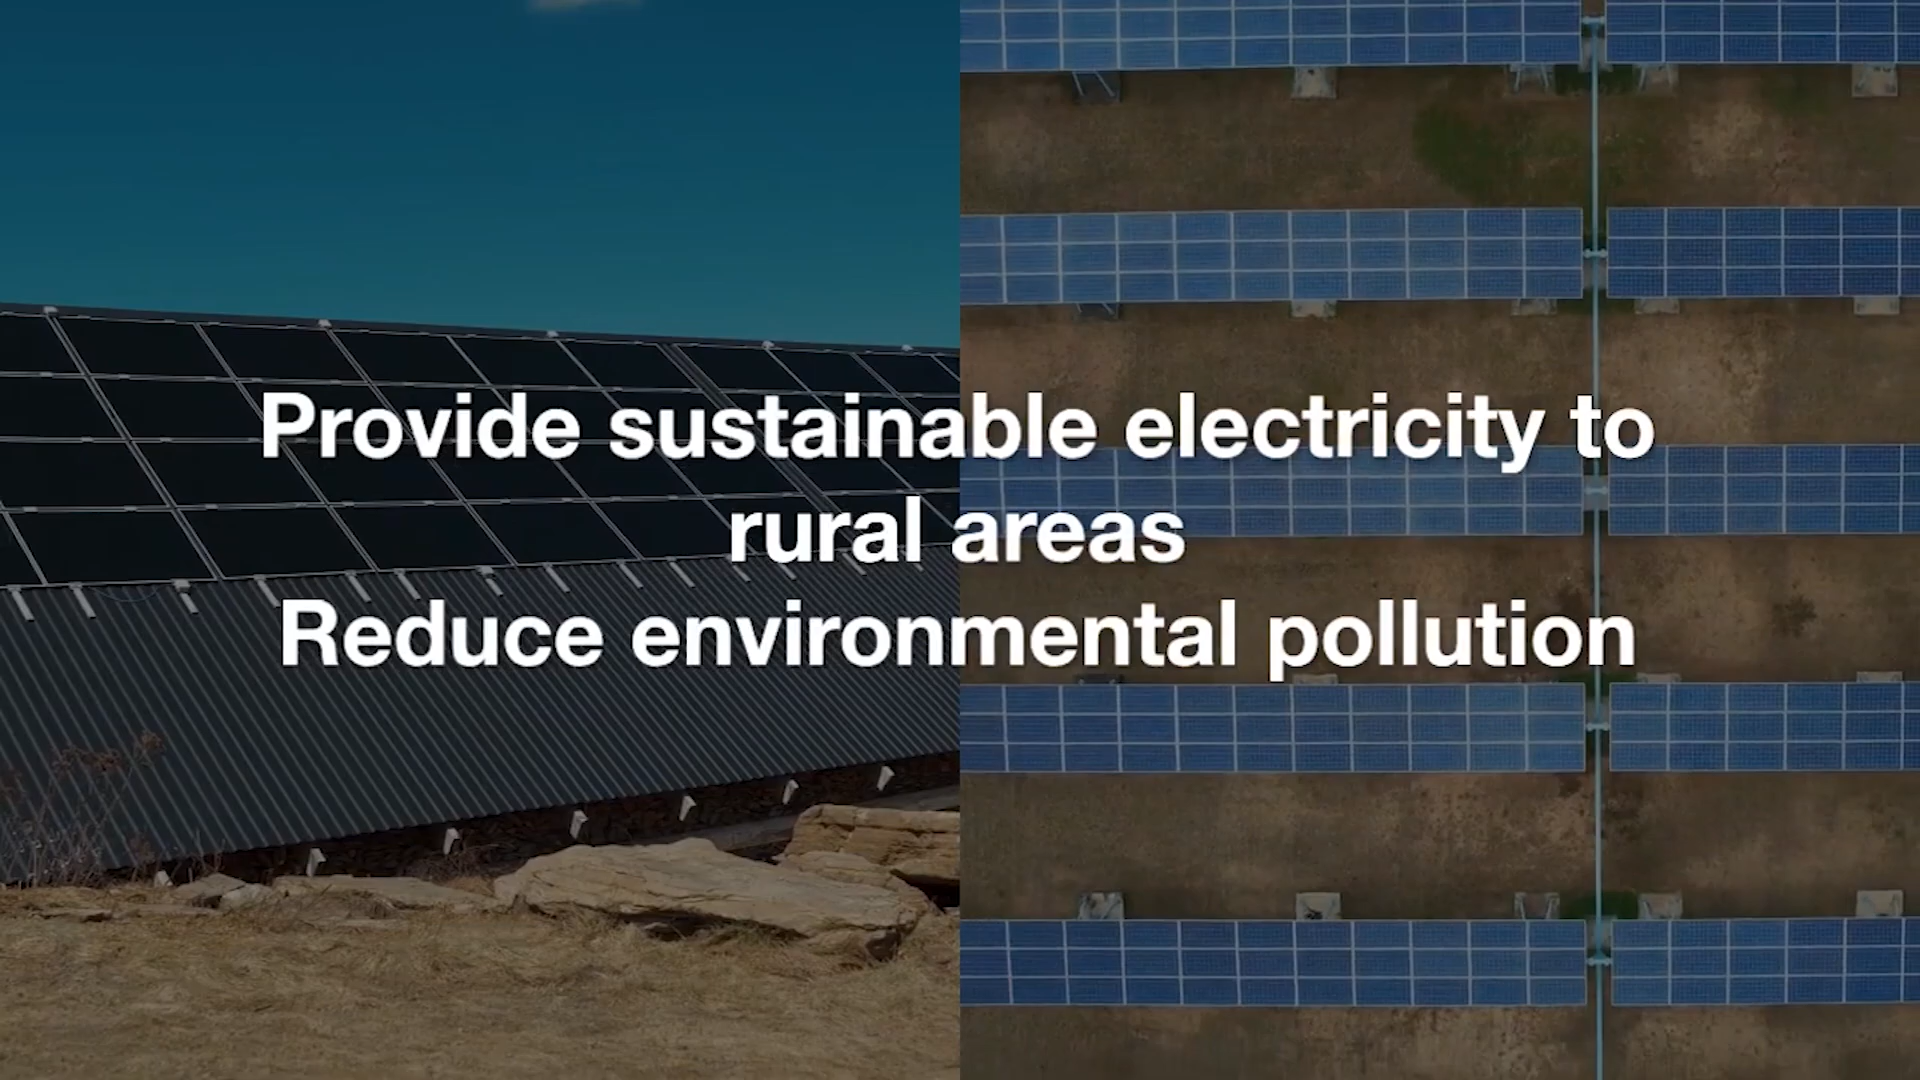 Provide sustainable electricity to
rural areas
Reduce environmental pollution